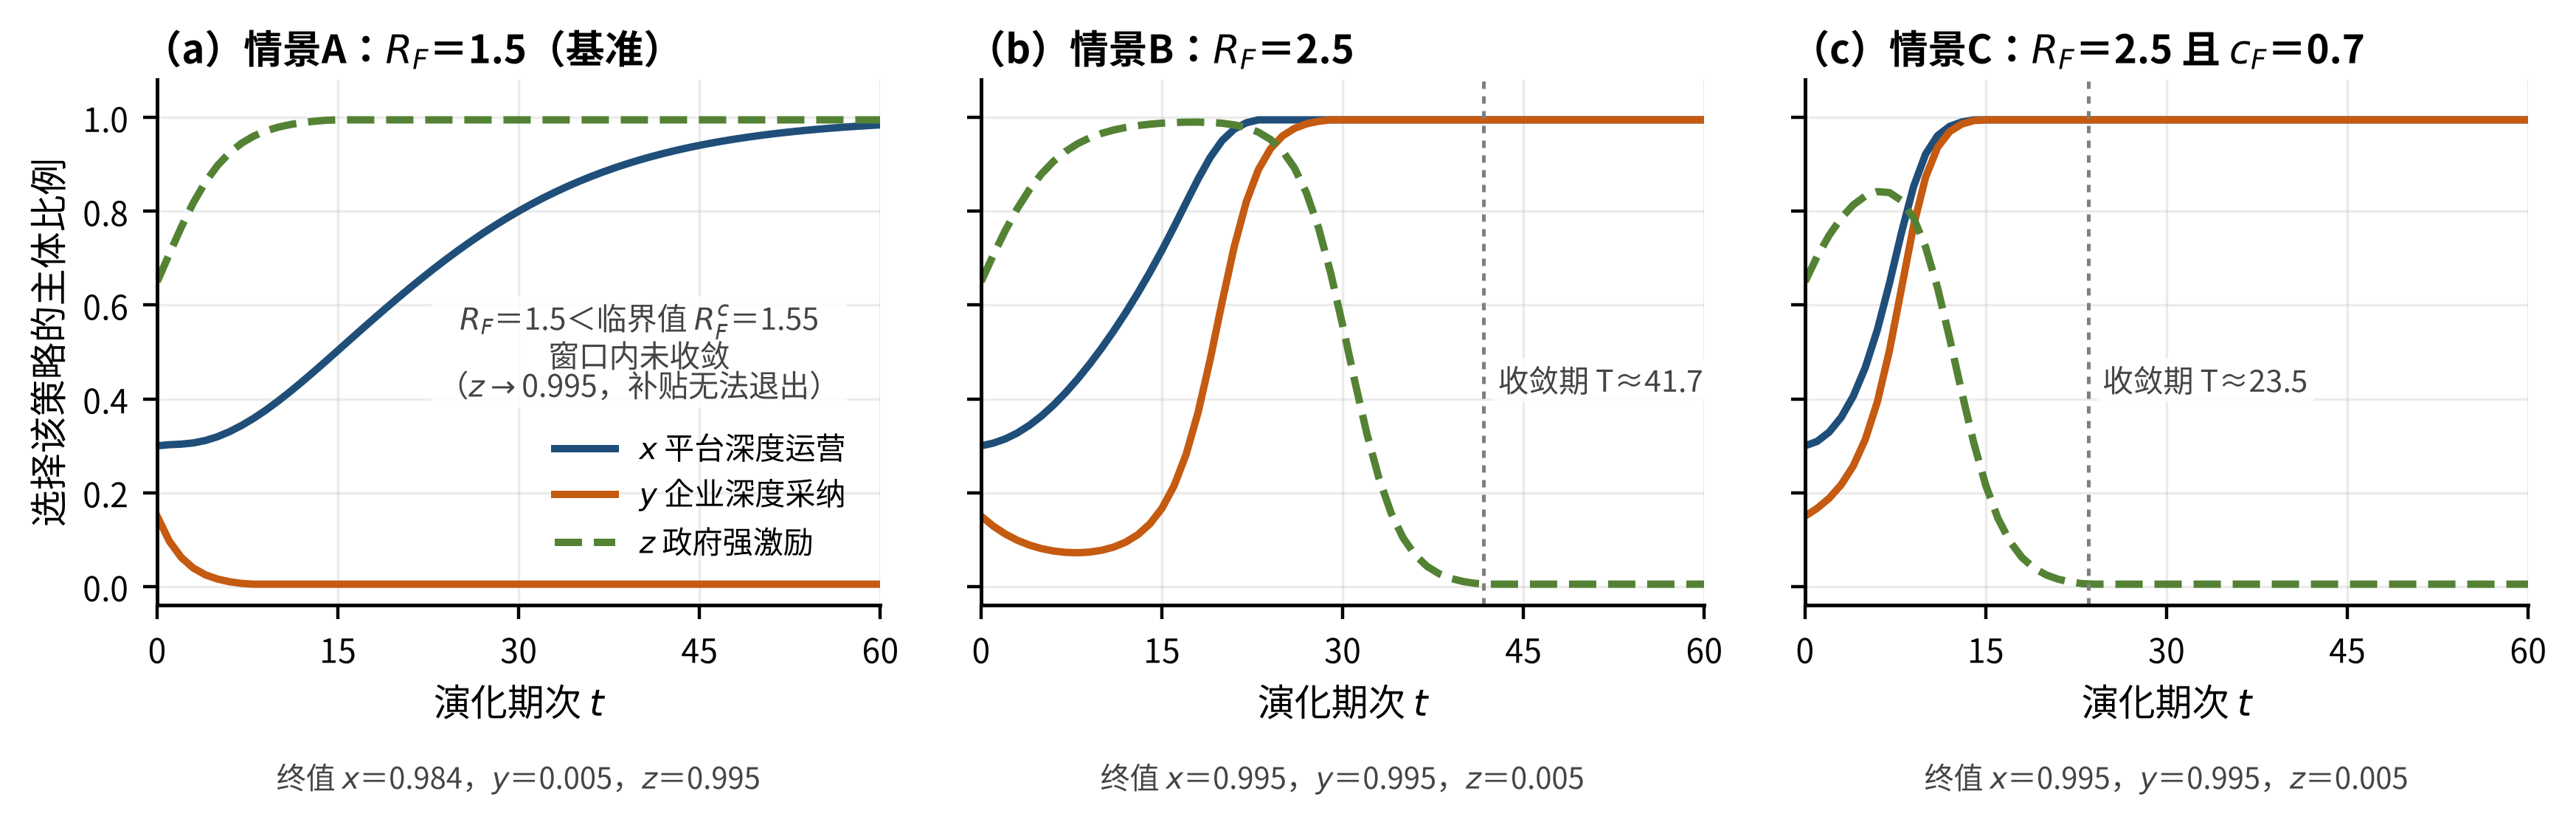 （a）情景A：R_F＝1.5（基准）
选择该策略的主体比例
1.0
0.8
0.6
0.4
0.2
0.0
R_F＝1.5＜临界值 R_F^c＝1.55
窗口内未收敛
（z→0.995，补贴无法退出）
x 平台深度运营
y 企业深度采纳
z 政府强激励
0 15 30 45 60
演化期次 t
终值 x＝0.984，y＝0.005，z＝0.995
（b）情景B：R_F＝2.5
收敛期 T≈41.7
0 15 30 45 60
演化期次 t
终值 x＝0.995，y＝0.995，z＝0.005
（c）情景C：R_F＝2.5 且 c_F＝0.7
收敛期 T≈23.5
0 15 30 45 60
演化期次 t
终值 x＝0.995，y＝0.995，z＝0.005